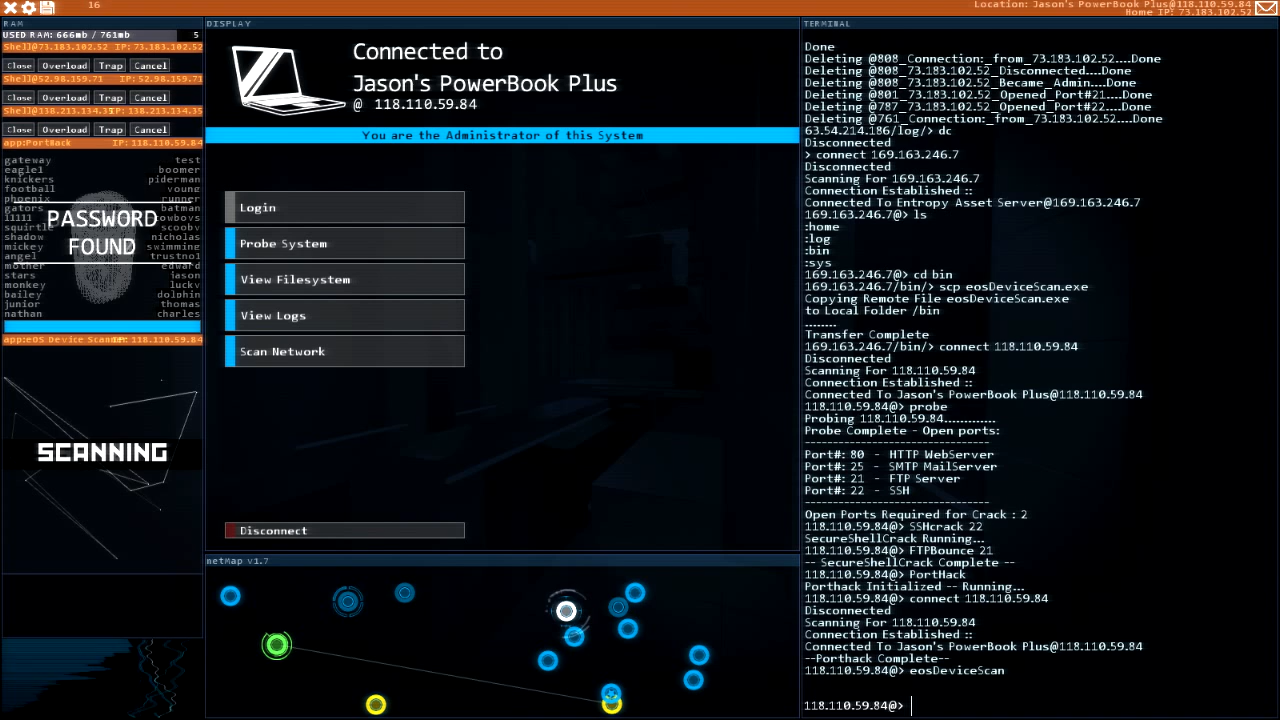 16
Location: Jason's PowerBook Plus@118.110.59.84
Home IP: 73.183.102.52
RAM
USED RAM: 666mb / 761mb 5
Shell@73.183.102.52 IP: 73.183.102.52
Close Overload Trap Cancel
Shell@52.98.159.71 IP: 52.98.159.71
Close Overload Trap Cancel
Shell@138.213.134.35 IP: 138.213.134.35
Close Overload Trap Cancel
app:PortHack IP: 118.110.59.84
gateway test
eagle1 boomer
knickers piderman
football young
phoenix runner
gators batman
11111 cowboys
squirtle scooby
shadow nicholas
mickey swimming
angel trustno1
mother edward
stars jason
monkey lucky
bailey dolphin
junior thomas
nathan charles
PASSWORD
FOUND
app:eOS Device Scanner IP: 118.110.59.84
SCANNING
DISPLAY
Connected to
Jason's PowerBook Plus
@ 118.110.59.84
You are the Administrator of this System
Login
Probe System
View Filesystem
View Logs
Scan Network
Disconnect
netMap v1.7
TERMINAL
Done
Deleting @808_Connection:_from_73.183.102.52....Done
Deleting @808_73.183.102.52_Disconnected....Done
Deleting @808_73.183.102.52_Became_Admin....Done
Deleting @801_73.183.102.52_Opened_Port#21....Done
Deleting @787_73.183.102.52_Opened_Port#22....Done
Deleting @761_Connection:_from_73.183.102.52....Done
63.54.214.186/log/> dc
Disconnected
> connect 169.163.246.7
Disconnected
Scanning For 169.163.246.7
Connection Established ::
Connected To Entropy Asset Server@169.163.246.7
169.163.246.7@> ls
:home
:log
:bin
:sys
169.163.246.7@> cd bin
169.163.246.7/bin/> scp eosDeviceScan.exe
Copying Remote File eosDeviceScan.exe
to Local Folder /bin
........
Transfer Complete
169.163.246.7/bin/> connect 118.110.59.84
Disconnected
Scanning For 118.110.59.84
Connection Established ::
Connected To Jason's PowerBook Plus@118.110.59.84
118.110.59.84@> probe
Probing 118.110.59.84.............
Probe Complete - Open ports:
---------------------------------
Port#: 80 - HTTP WebServer
Port#: 25 - SMTP MailServer
Port#: 21 - FTP Server
Port#: 22 - SSH
---------------------------------
Open Ports Required for Crack : 2
118.110.59.84@> SSHcrack 22
SecureShellCrack Running...
118.110.59.84@> FTPBounce 21
-- SecureShellCrack Complete --
118.110.59.84@> PortHack
Porthack Initialized -- Running...
118.110.59.84@> connect 118.110.59.84
Disconnected
Scanning For 118.110.59.84
Connection Established ::
Connected To Jason's PowerBook Plus@118.110.59.84
--Porthack Complete--
118.110.59.84@> eosDeviceScan
118.110.59.84@>